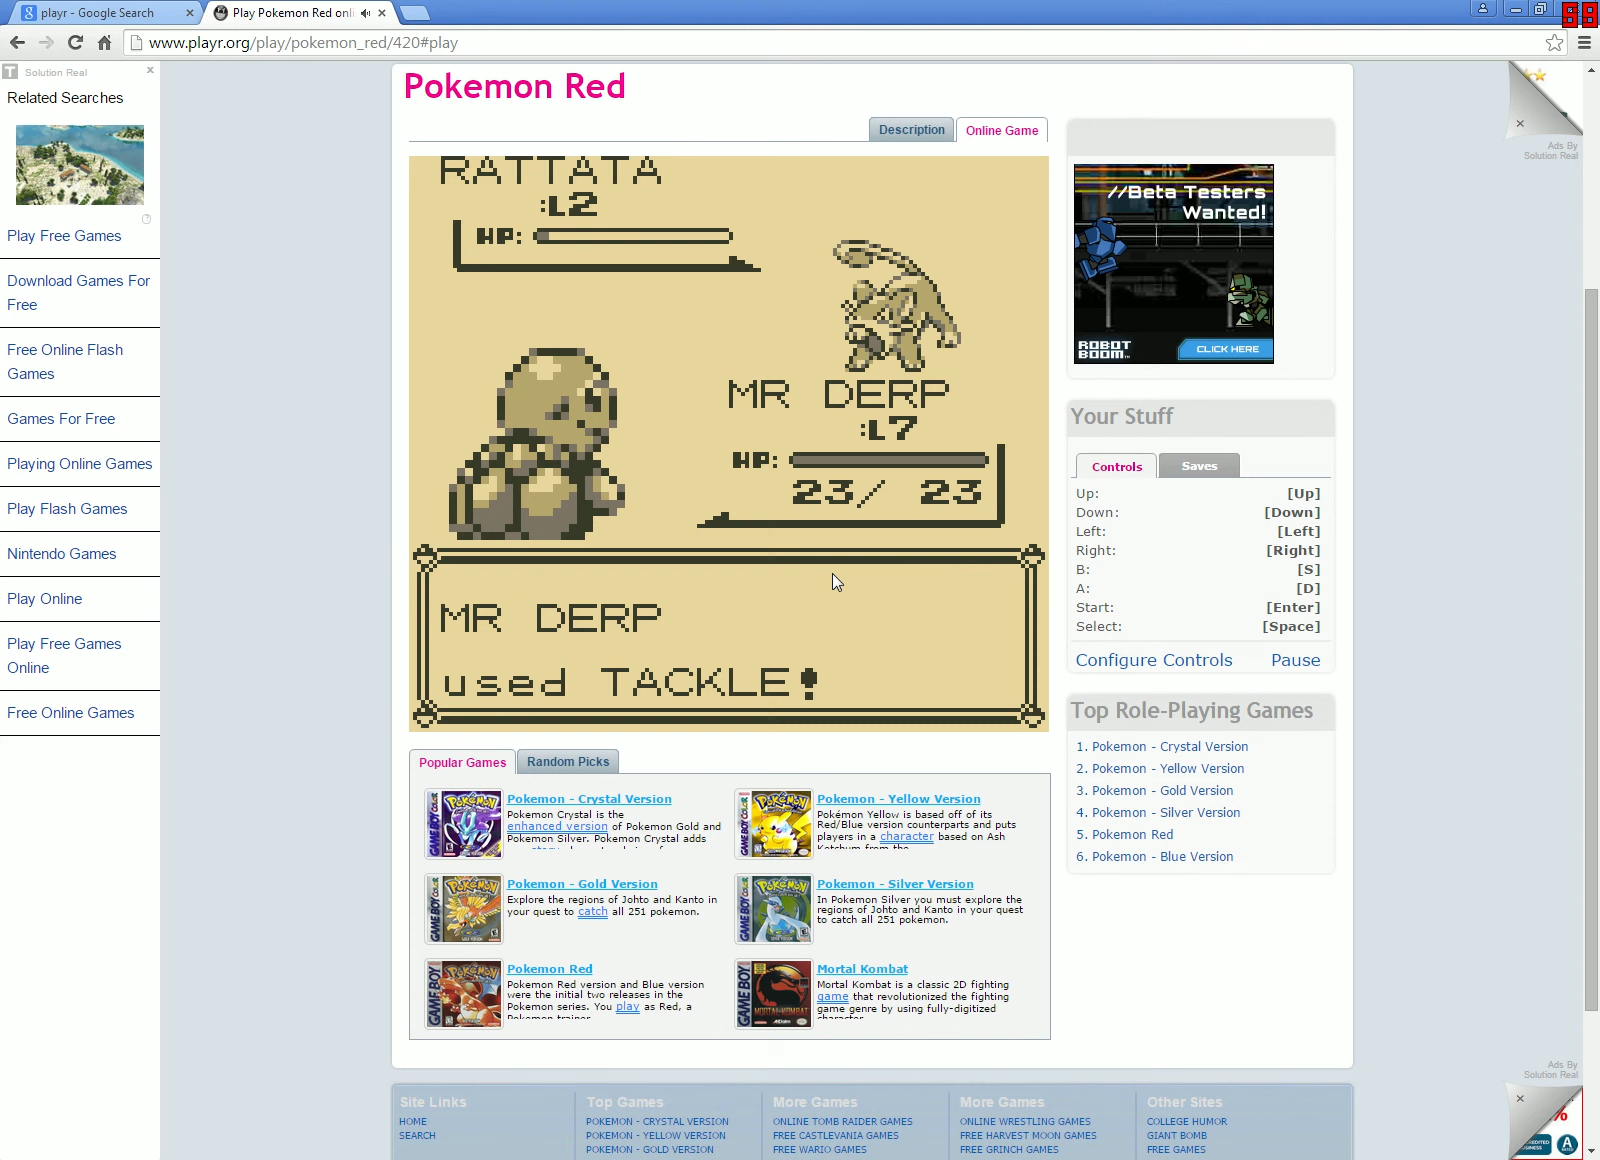 playr - Google Search
Play Pokemon Red onli
59
www.playr.org/play/pokemon_red/420#play
T Solution Real
Related Searches
Play Free Games
Download Games For
Free
Free Online Flash
Games
Games For Free
Playing Online Games
Play Flash Games
Nintendo Games
Play Online
Play Free Games
Online
Free Online Games
Pokemon Red
Description
Online Game
RATTATA
:L2
HP:
MR DERP
:L7
HP:
23/ 23
MR DERP
used TACKLE!
//Beta Testers
Wanted!
ROBOT
BOOM
CLICK HERE
Your Stuff
Controls
Saves
Up: [Up]
Down: [Down]
Left: [Left]
Right: [Right]
B: [S]
A: [D]
Start: [Enter]
Select: [Space]
Configure Controls Pause
Top Role-Playing Games
1. Pokemon - Crystal Version
2. Pokemon - Yellow Version
3. Pokemon - Gold Version
4. Pokemon - Silver Version
5. Pokemon Red
6. Pokemon - Blue Version
Popular Games
Random Picks
Pokemon - Crystal Version
Pokemon Crystal is the
enhanced version of Pokemon Gold and
Pokemon Silver. Pokemon Crystal adds
Pokemon - Yellow Version
Pokémon Yellow is based off of its
Red/Blue version counterparts and puts
players in a character based on Ash
Ketchum from the
Pokemon - Gold Version
Explore the regions of Johto and Kanto in
your quest to catch all 251 pokemon.
Pokemon - Silver Version
In Pokemon Silver you must explore the
regions of Johto and Kanto in your quest
to catch all 251 pokemon.
Pokemon Red
Pokemon Red version and Blue version
were the initial two releases in the
Pokemon series. You play as Red, a
Pokemon trainer
Mortal Kombat
Mortal Kombat is a classic 2D fighting
game that revolutionized the fighting
game genre by using fully-digitized
character
Ads By
Solution Real
Ads By
Solution Real
Site Links
HOME
SEARCH
Top Games
POKEMON - CRYSTAL VERSION
POKEMON - YELLOW VERSION
POKEMON - GOLD VERSION
More Games
ONLINE TOMB RAIDER GAMES
FREE CASTLEVANIA GAMES
FREE WARIO GAMES
More Games
ONLINE WRESTLING GAMES
FREE HARVEST MOON GAMES
FREE GRINCH GAMES
Other Sites
COLLEGE HUMOR
GIANT BOMB
FREE GAMES